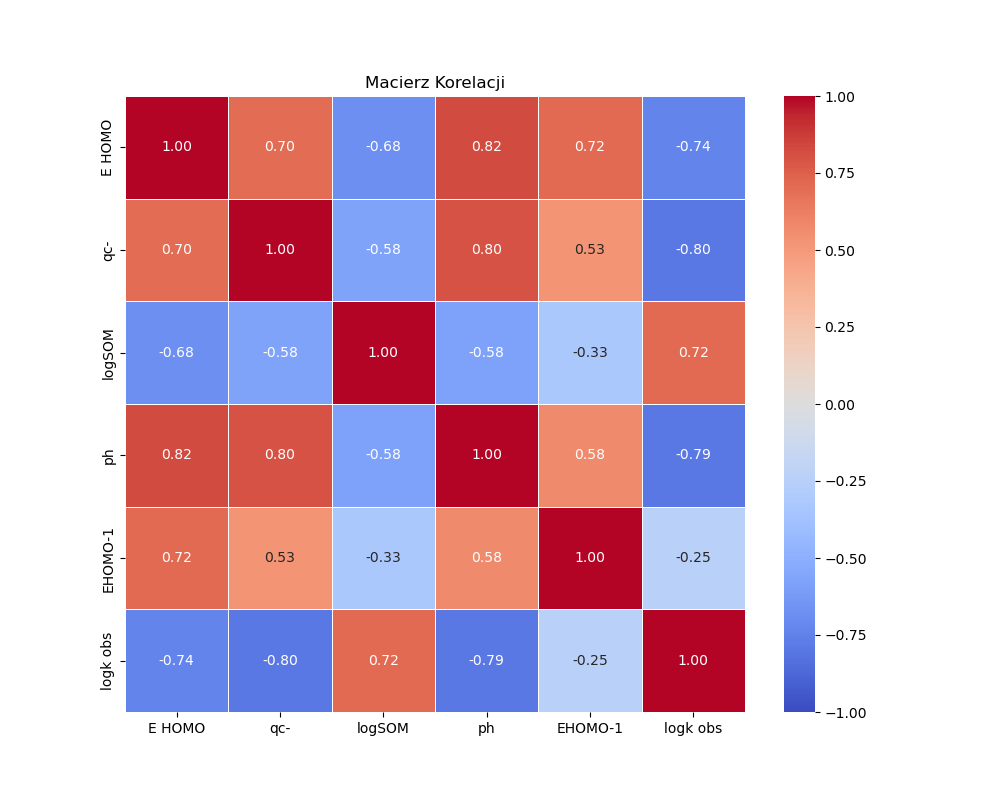 Macierz Korelacji
E HOMO 1.00 0.70 -0.68 0.82 0.72 -0.74
qc- 0.70 1.00 -0.58 0.80 0.53 -0.80
logSOM -0.68 -0.58 1.00 -0.58 -0.33 0.72
ph 0.82 0.80 -0.58 1.00 0.58 -0.79
EHOMO-1 0.72 0.53 -0.33 0.58 1.00 -0.25
logk obs -0.74 -0.80 0.72 -0.79 -0.25 1.00
E HOMO qc- logSOM ph EHOMO-1 logk obs
1.00
0.75
0.50
0.25
0.00
−0.25
−0.50
−0.75
−1.00